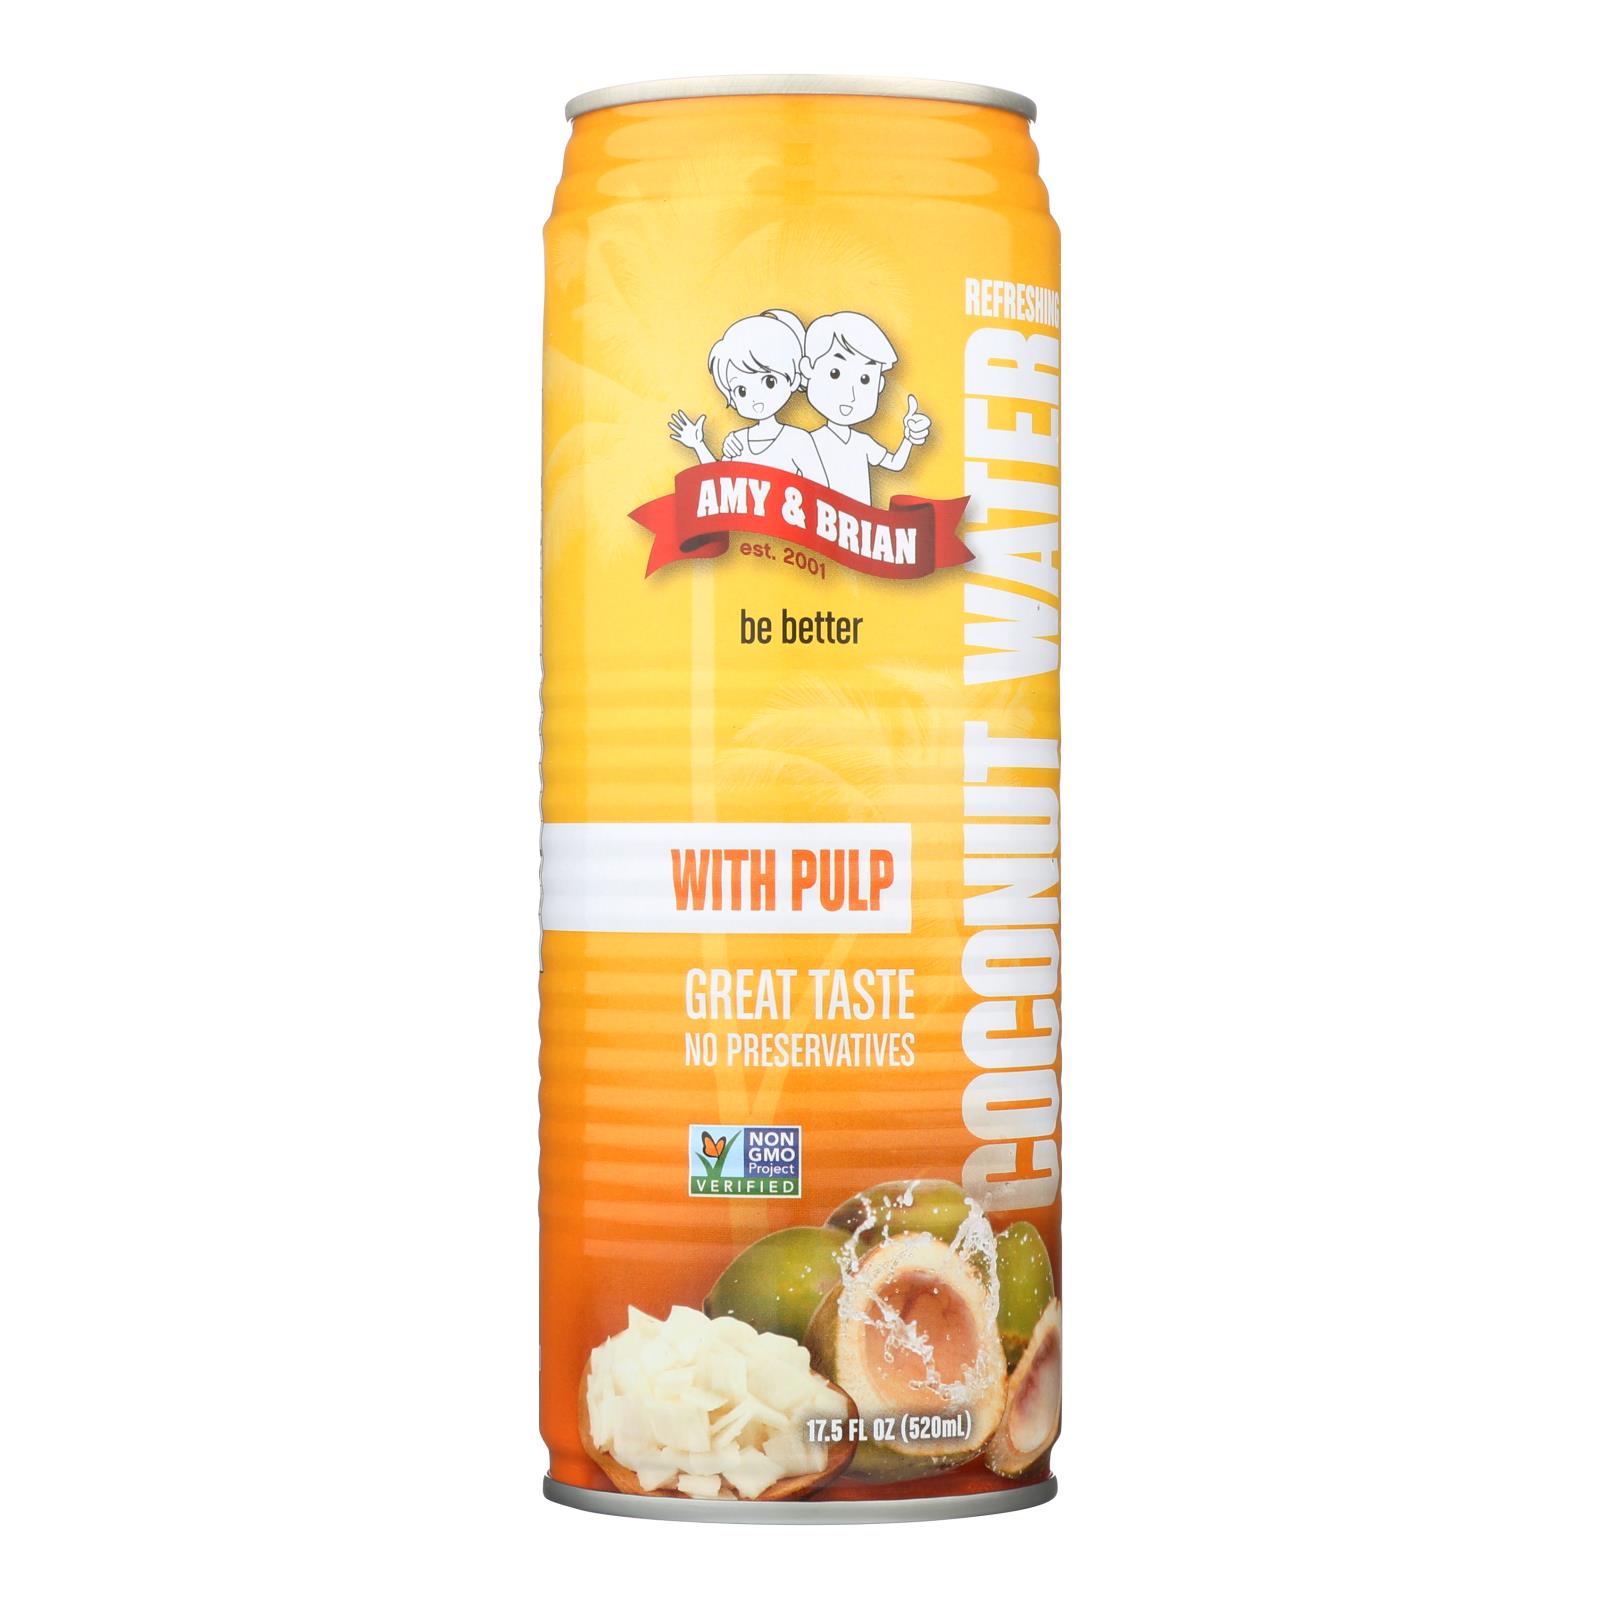 AMY & BRIAN
est. 2001
be better
REFRESHING
COCONUT WATER
WITH PULP
GREAT TASTE
NO PRESERVATIVES
NON
GMO
Project
VERIFIED
17.5 FL OZ (520mL)